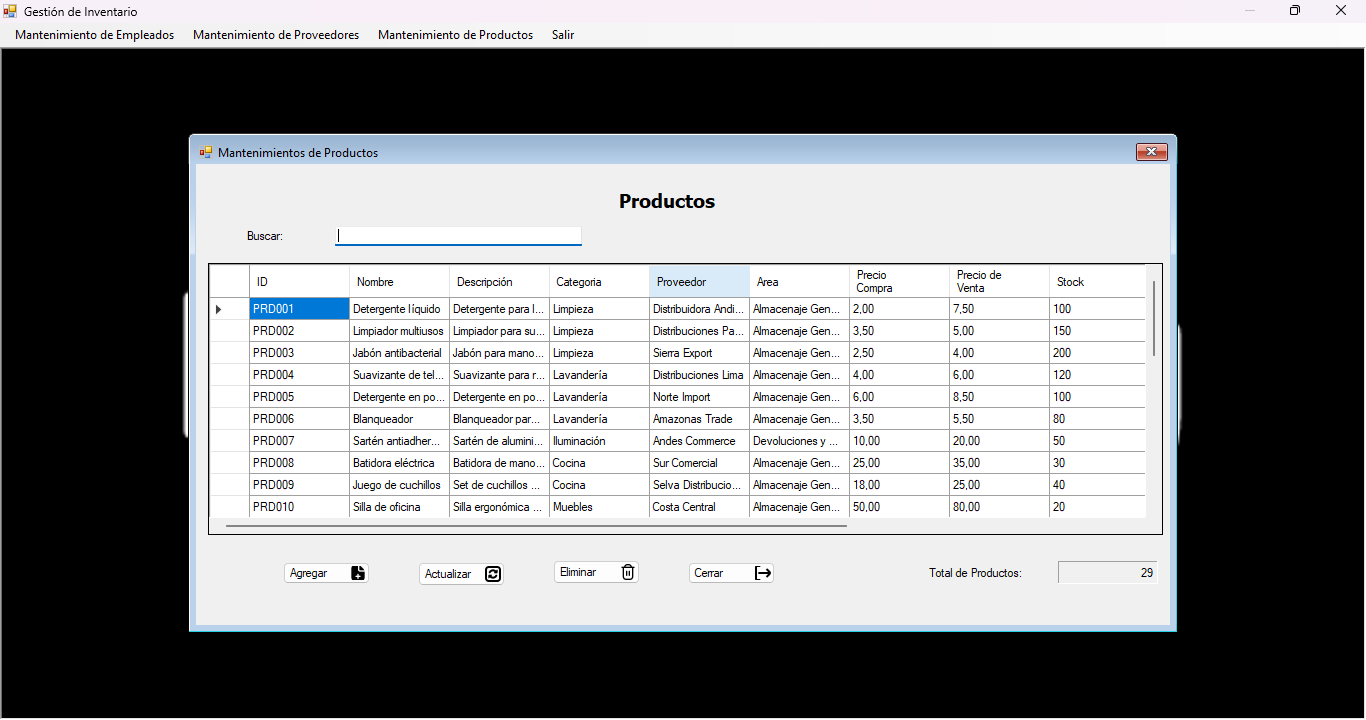 Gestión de Inventario
Mantenimiento de Empleados Mantenimiento de Proveedores Mantenimiento de Productos Salir
Mantenimientos de Productos
Productos
Buscar:
ID Nombre Descripción Categoria Proveedor Area Precio Compra Precio de Venta Stock
PRD001 Detergente líquido Detergente para l... Limpieza Distribuidora Andi... Almacenaje Gen... 2,00 7,50 100
PRD002 Limpiador multiusos Limpiador para su... Limpieza Distribuciones Pa... Almacenaje Gen... 3,50 5,00 150
PRD003 Jabón antibacterial Jabón para mano... Limpieza Sierra Export Almacenaje Gen... 2,50 4,00 200
PRD004 Suavizante de tel... Suavizante para r... Lavandería Distribuciones Lima Almacenaje Gen... 4,00 6,00 120
PRD005 Detergente en po... Detergente en po... Lavandería Norte Import Almacenaje Gen... 6,00 8,50 100
PRD006 Blanqueador Blanqueador par... Lavandería Amazonas Trade Almacenaje Gen... 3,50 5,50 80
PRD007 Sartén antiadher... Sartén de alumini... Iluminación Andes Commerce Devoluciones y ... 10,00 20,00 50
PRD008 Batidora eléctrica Batidora de mano... Cocina Sur Comercial Almacenaje Gen... 25,00 35,00 30
PRD009 Juego de cuchillos Set de cuchillos ... Cocina Selva Distribucio... Almacenaje Gen... 18,00 25,00 40
PRD010 Silla de oficina Silla ergonómica ... Muebles Costa Central Almacenaje Gen... 50,00 80,00 20
Agregar Actualizar Eliminar Cerrar Total de Productos: 29